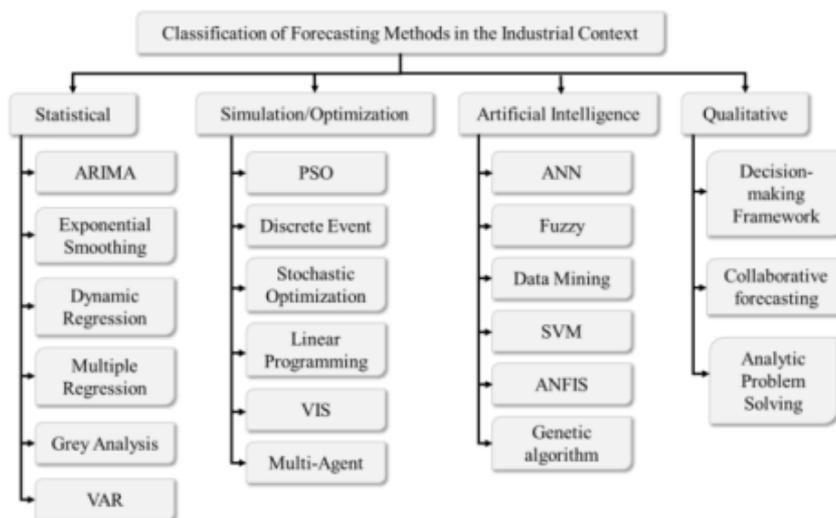 Classification of Forecasting Methods in the Industrial Context
Statistical
ARIMA
Exponential
Smoothing
Dynamic
Regression
Multiple
Regression
Grey Analysis
VAR
Simulation/Optimization
PSO
Discrete Event
Stochastic
Optimization
Linear
Programming
VIS
Multi-Agent
Artificial Intelligence
ANN
Fuzzy
Data Mining
SVM
ANFIS
Genetic
algorithm
Qualitative
Decision-
making
Framework
Collaborative
forecasting
Analytic
Problem
Solving